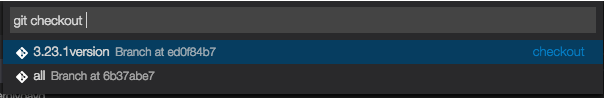 git checkout
3.23.1version Branch at ed0f84b7 checkout
all Branch at 6b37abe7